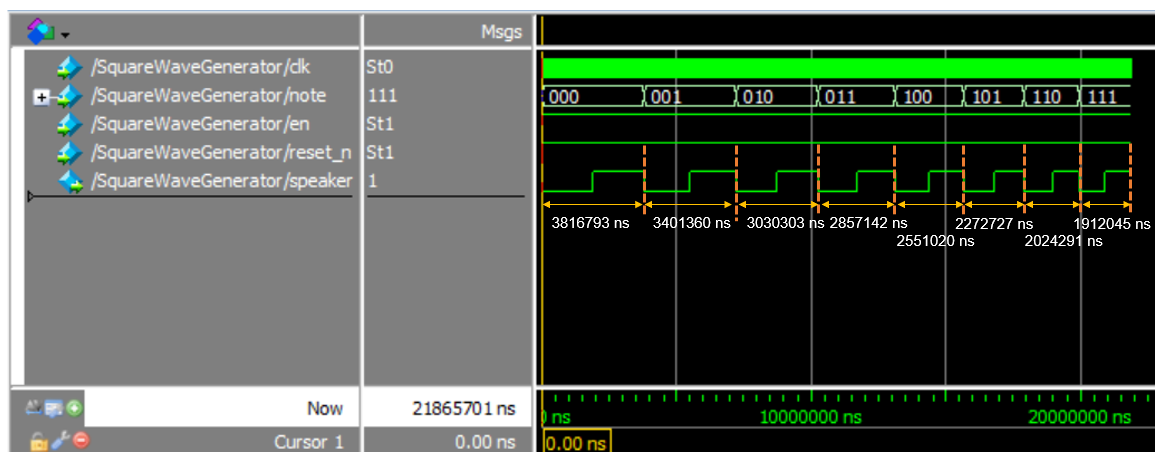 Msgs
/SquareWaveGenerator/clk St0
/SquareWaveGenerator/note 111 000 001 010 011 100 101 110 111
/SquareWaveGenerator/en St1
/SquareWaveGenerator/reset_n St1
/SquareWaveGenerator/speaker 1
3816793 ns 3401360 ns 3030303 ns 2857142 ns 2272727 ns 1912045 ns
2551020 ns 2024291 ns
Now 21865701 ns ns 10000000 ns 20000000 ns
Cursor 1 0.00 ns 0.00 ns